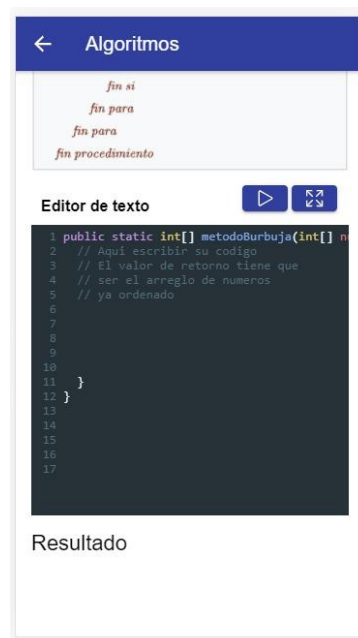 Algoritmos
fin si
fin para
fin para
fin procedimiento
Editor de texto
1 public static int[] metodoBurbuja(int[]
2 // Aqui escribir su codigo
3 // El valor de retorno tiene que
4 // ser el arreglo de numeros
5 // ya ordenado
6
7
8
9
10
11 }
12 }
13
14
15
16
17
Resultado